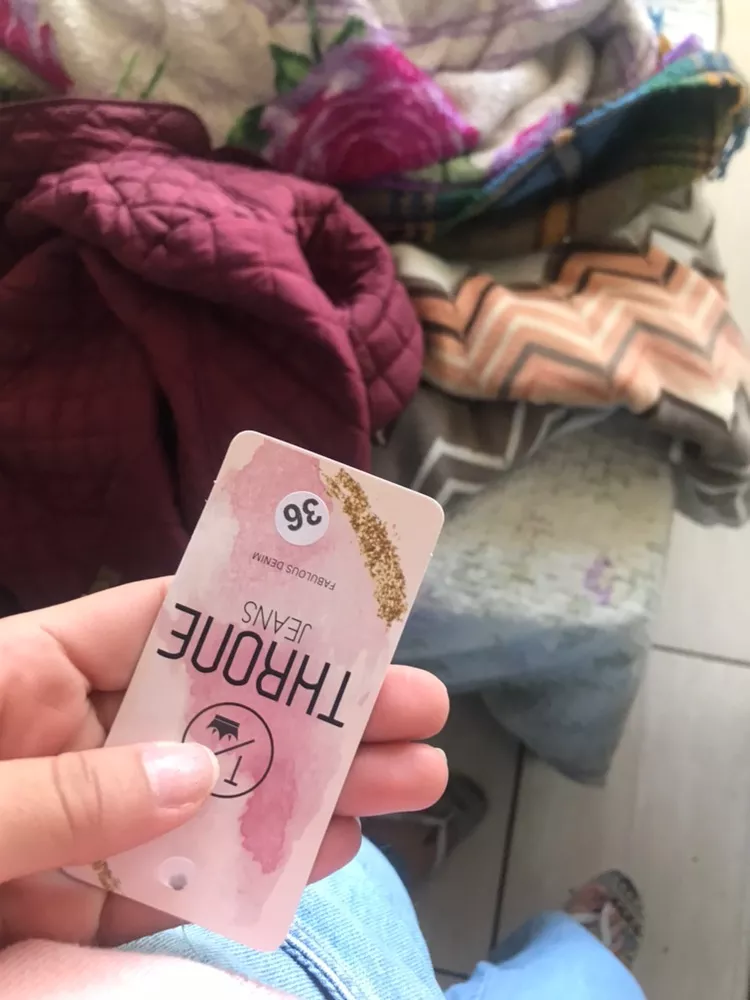 T
THRONE
JEANS
FABULOUS DENIM
36